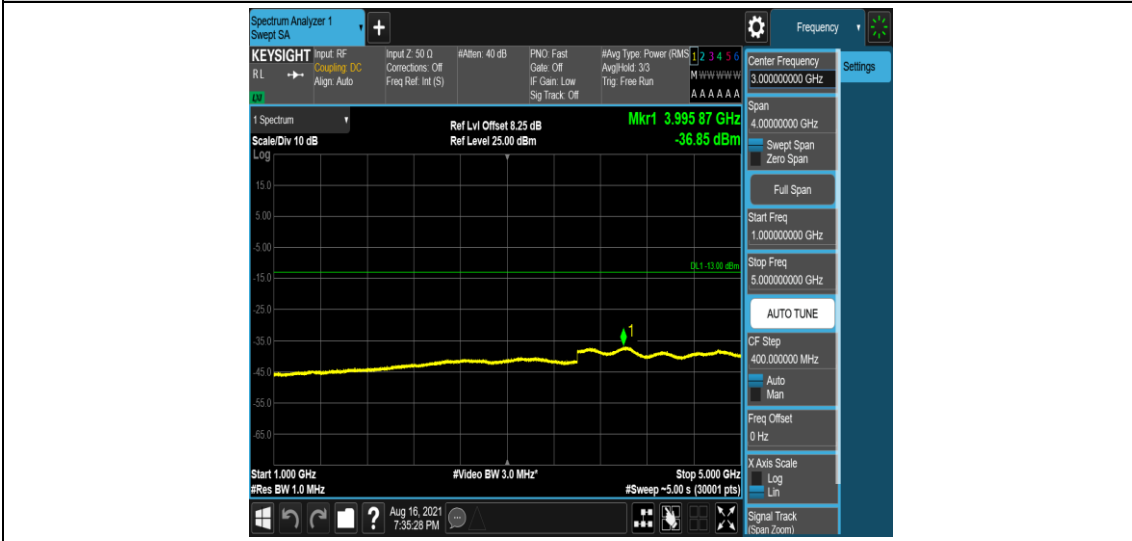 Spectrum Analyzer 1
Swept SA
+
Frequency
KEYSIGHT
RL
Input: RF
Coupling: DC
Align: Auto
Input Z: 50 Ω
Corrections: Off
Freq Ref: Int (S)
#Atten: 40 dB
PNO: Fast
Gate: Off
IF Gain: Low
Sig Track: Off
#Avg Type: Power (RMS
Avg|Hold: 3/3
Trig: Free Run
1 2 3 4 5 6
M W W W W W
A A A A A A
1 Spectrum
Scale/Div 10 dB
Log
Ref Lvl Offset 8.25 dB
Ref Level 25.00 dBm
Mkr1 3.995 87 GHz
-36.85 dBm
15.0
5.00
-5.00
DL1 -13.00 dBm
-15.0
-25.0
1
-35.0
-45.0
-55.0
-65.0
Start 1.000 GHz
#Res BW 1.0 MHz
#Video BW 3.0 MHz*
Stop 5.000 GHz
#Sweep ~5.00 s (30001 pts)
?
Aug 16, 2021
7:35:28 PM
Center Frequency
3.000000000 GHz
Settings
Span
4.00000000 GHz
Swept Span
Zero Span
Full Span
Start Freq
1.000000000 GHz
Stop Freq
5.000000000 GHz
AUTO TUNE
CF Step
400.000000 MHz
Auto
Man
Freq Offset
0 Hz
X Axis Scale
Log
Lin
Signal Track
(Span Zoom)